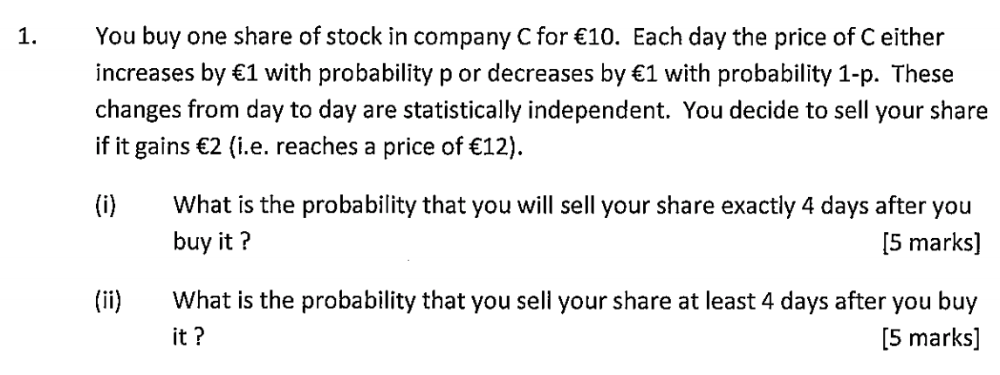 1. You buy one share of stock in company C for €10. Each day the price of C either
increases by €1 with probability p or decreases by €1 with probability 1-p. These
changes from day to day are statistically independent. You decide to sell your share
if it gains €2 (i.e. reaches a price of €12).
(i) What is the probability that you will sell your share exactly 4 days after you
buy it ? [5 marks]
(ii) What is the probability that you sell your share at least 4 days after you buy
it ? [5 marks]